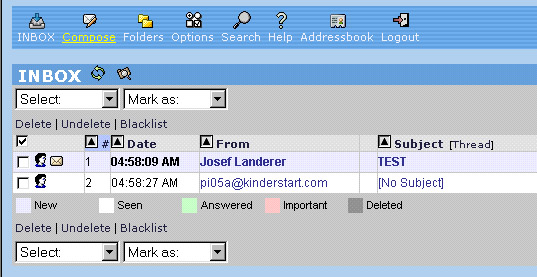 INBOX Compose Folders Options Search Help Addressbook Logout
INBOX
Select: Mark as:
Delete | Undelete | Blacklist
# Date From Subject [Thread]
1 04:58:09 AM Josef Landerer TEST
2 04:58:27 AM pi05a@kinderstart.com [No Subject]
New Seen Answered Important Deleted
Delete | Undelete | Blacklist
Select: Mark as: